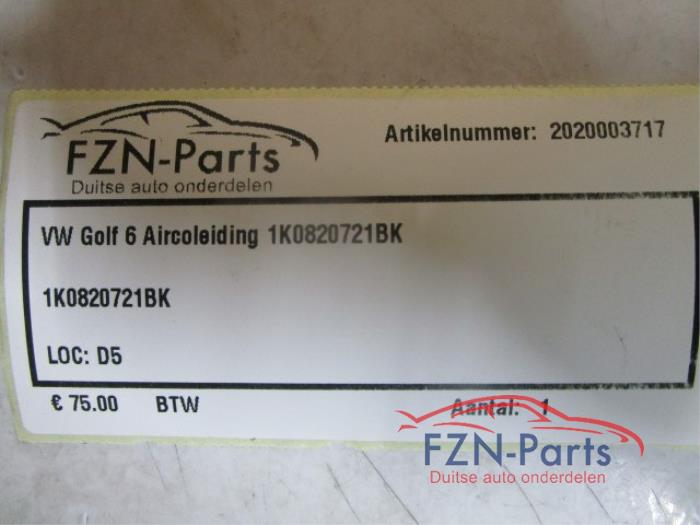 FZN-Parts
Duitse auto onderdelen
Artikelnummer: 2020003717
VW Golf 6 Aircoleiding 1K0820721BK
1K0820721BK
LOC: D5
€ 75.00 BTW Aantal: 1
FZN-Parts
Duitse auto onderdelen